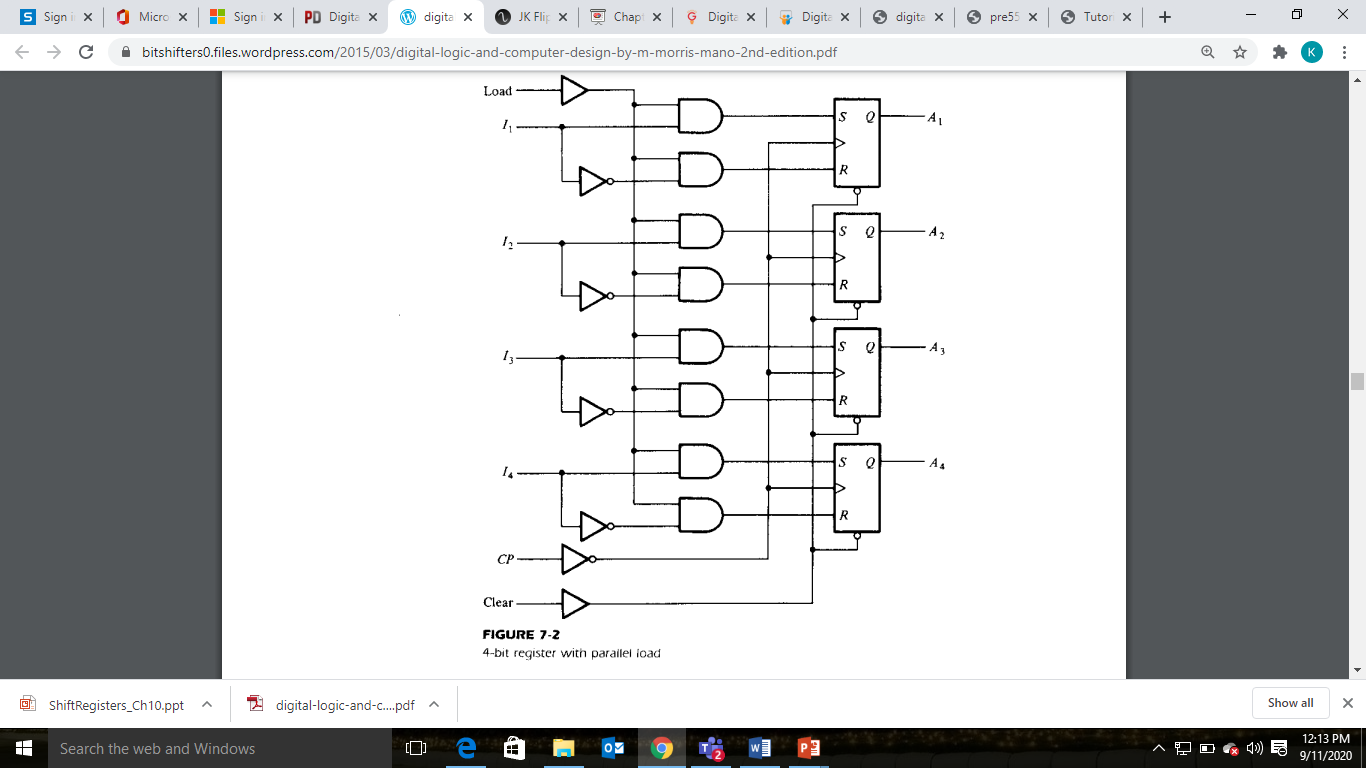 Sign i
Micro
Sign i
Digita
digita
JK Flip
Chap
Digita
Digita
digita
pre55
Tutor
bitshifters0.files.wordpress.com/2015/03/digital-logic-and-computer-design-by-m-morris-mano-2nd-edition.pdf
K
Load
I1
S Q
A1
R
I2
S Q
A2
R
I3
S Q
A3
R
I4
S Q
A4
R
CP
Clear
FIGURE 7-2
4-bit register with parallel load
ShiftRegisters_Ch10.ppt
digital-logic-and-c....pdf
Show all
Search the web and Windows
2
12:13 PM
9/11/2020